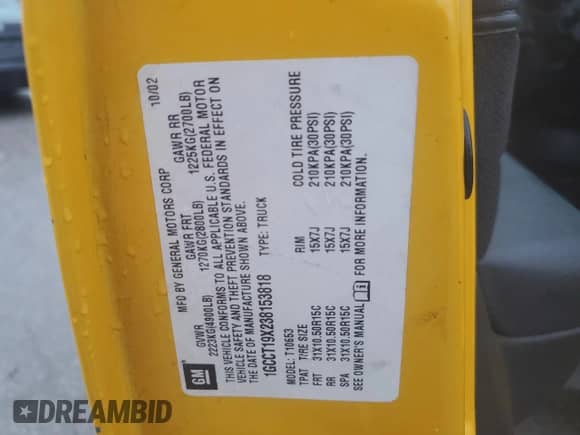 GM
MFD BY GENERAL MOTORS CORP 10/02
GVWR GAWR FRT GAWR RR
2223KG(4900LB) 1270KG(2800LB) 1225KG(2700LB)
THIS VEHICLE CONFORMS TO ALL APPLICABLE U.S. FEDERAL MOTOR
VEHICLE SAFETY AND THEFT PREVENTION STANDARDS IN EFFECT ON
THE DATE OF MANUFACTURE SHOWN ABOVE.
1GCCT19X238153818 TYPE: TRUCK
MODEL: T10653
TPAT TIRE SIZE RIM COLD TIRE PRESSURE
FRT 31X10.50R15C 15X7J 210KPA(30PSI)
RR 31X10.50R15C 15X7J 210KPA(30PSI)
SPA 31X10.50R15C 15X7J 210KPA(30PSI)
SEE OWNER'S MANUAL FOR MORE INFORMATION.
DREAMBID